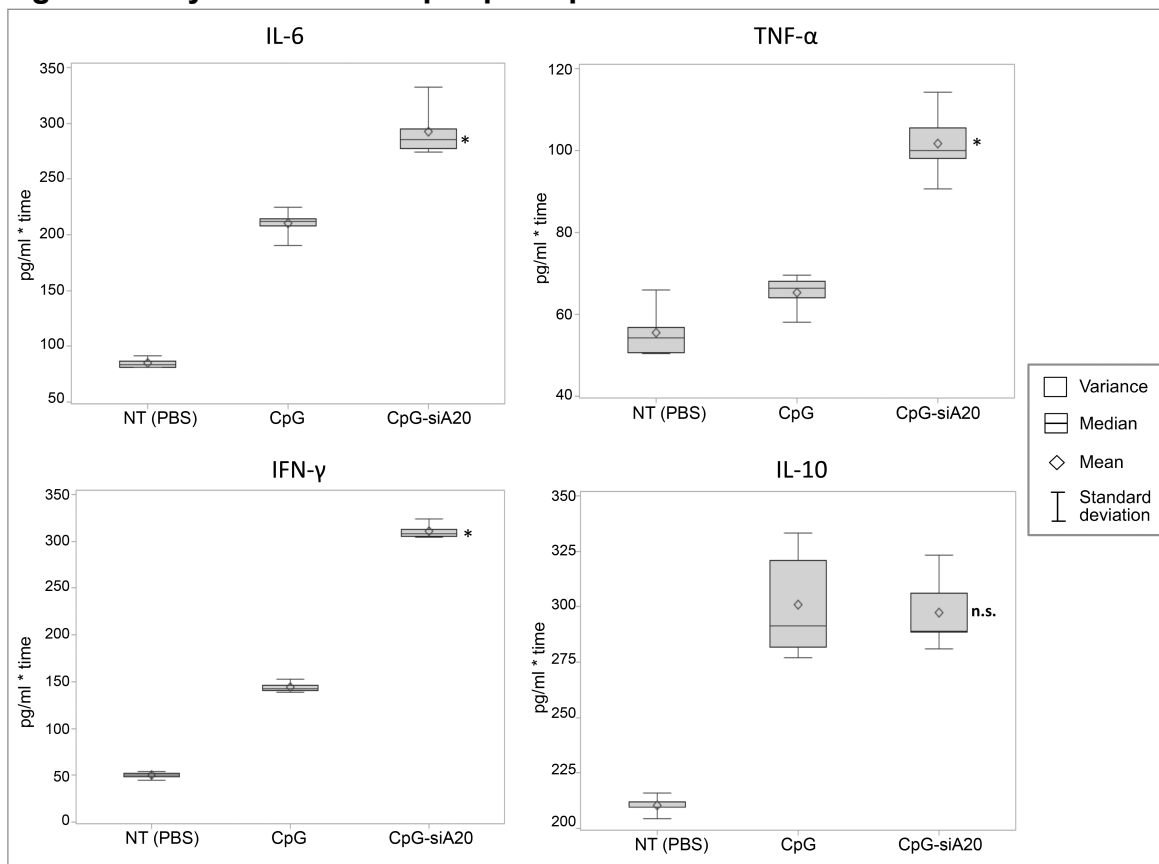 IL-6
350
300
250
200
150
100
50
pg/ml * time
*
NT (PBS) CpG CpG-siA20
TNF-α
120
100
80
60
40
pg/ml * time
*
NT (PBS) CpG CpG-siA20
IFN-γ
350
300
250
200
150
100
50
0
pg/ml * time
*
NT (PBS) CpG CpG-siA20
IL-10
350
325
300
275
250
225
200
pg/ml * time
n.s.
NT (PBS) CpG CpG-siA20
Variance
Median
Mean
Standard
deviation